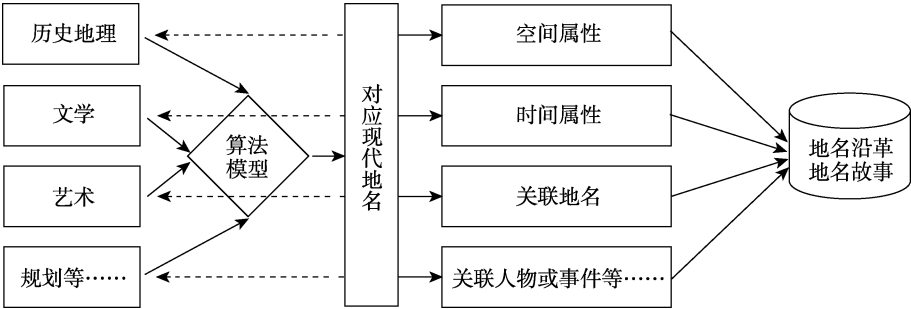 历史地理
文学
艺术
规划等……
算法
模型
对应现代地名
空间属性
时间属性
关联地名
关联人物或事件等……
地名沿革
地名故事